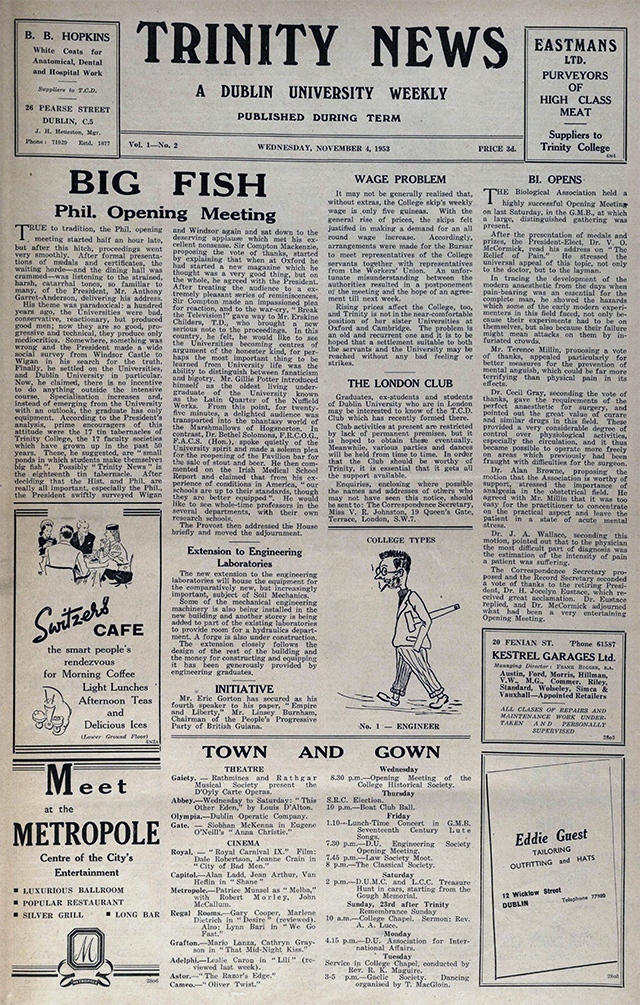 B. B. HOPKINS
White Coats for
Anatomical, Dental
and Hospital Work
Suppliers to T.C.D.
26 PEARSE STREET
DUBLIN, C.5
J. H. Heueston, Mgr.
Phone: 71929 Estd. 1877
TRINITY NEWS
A DUBLIN UNIVERSITY WEEKLY
PUBLISHED DURING TERM
EASTMANS
LTD.
PURVEYORS
OF
HIGH CLASS
MEAT
Suppliers to
Trinity College
Vol. 1—No. 2 WEDNESDAY, NOVEMBER 4, 1953 PRICE 3d.
BIG FISH
Phil. Opening Meeting
TRUE to tradition, the Phil, opening
meeting started half an hour late,
but after this hitch, proceedings went
very smoothly. After formal presenta-
tions of medals and certificates, the
waiting horde—and the dining hall was
crammed—was listening to the strained,
harsh, catarrhal tones, so familiar to
many, of the President, Mr. Anthony
Garret-Anderson, delivering his address.
His theme was paradoxical: a hundred
years ago, the Universities were bad,
conservative, reactionary, but produced
good men; now they are so good, pro-
gressive and technical, they produce only
mediocrities. Somewhere, something was
wrong and the President made a wide
social survey from Windsor Castle to
Wigan in his search for the truth.
Finally, he settled on the Universities,
and Dublin University in particular.
Now, he claimed, there is no incentive
to do anything outside the intensive
course. Specialisation increases and,
instead of emerging from the University
with an outlook, the graduate has only
equipment. According to the President's
analysis, prime encouragers of this
attitude were the 17 tin tabernacles of
Trinity College, the 17 faculty societies
which have grown up in the past 50
years. These, he suggested, are "small
ponds in which students make themselves
big fish". Possibly "Trinity News" is
the eighteenth tin tabernacle. After
deciding that the Hist. and Phil. are
really all important, especially the Phil.,
the President swiftly surveyed Wigan
and Windsor again and sat down to the
deserving applause which met his ex-
cellent nonsense. Sir Compton Mackenzie,
proposing the vote of thanks, started
by explaining that when at Oxford he
had started a new magazine which he
thought was a very good thing, but on
the whole, he agreed with the President.
After treating the audience to a ex-
tremely pleasant series of reminiscences,
Sir Compton made an impassioned plea
for reaction, and to the war-cry, "Break
the Television!" gave way to Mr. Erskine
Childers, T.D., who brought a new
serious note to the proceedings. In this
country, he felt, he would like to see
the Universities becoming centres of
argument of the honester kind, for per-
haps the most important thing to be
learned from University life was the
ability to distinguish between fanaticism
and bigotry. Mr. Gillie Potter introduced
himself as the oldest living under-
graduate of the University known
as the Latin Quarter of the Nuffield
Works. From this point, for twenty-
five minutes, a delighted audience was
transported into the phantasy world of
the Marshmallows of Hogsnorton. In
contrast, Dr. Bethel Solomons, F.R.C.O.G.,
F.A.C.S. (Hon.), spoke enthusiastically of
University spirit and made a solemn plea
for the reopening of the Pavilion bar for
the sale of stout and beer. He then com-
mented on the Irish Medical School
Report and claimed that from his ex-
perience of conditions in America, "our
schools are up to their standards, though
they are better equipped". He would
like to see whole-time professors in the
several departments, with their own
research schools.
The Provost then addressed the House
briefly and moved the adjournment.
Extension to Engineering
Laboratories
The new extension to the engineering
laboratories will house the equipment for
the comparatively new, but increasingly
important, subject of Soil Mechanics.
Some of the mechanical engineering
machinery is also being installed in the
new building and another storey is being
added to part of the existing laboratories
to provide room for a hydraulics depart-
ment. A forge is also under construction.
The extension closely follows the
design of the rest of the building and
the money for constructing and equipping
it has been generously provided by
engineering graduates.
INITIATIVE
Mr. Eric Gotton has secured as his
fourth speaker to his paper, "Empire
and Liberty," Mr. Linsey Burnham,
Chairman of the People's Progressive
Party of British Guiana.
WAGE PROBLEM
It may not be generally realised that,
without extras, the College skip's weekly
wage is only five guineas. With the
general rise of prices, the skips felt
justified in making a demand for an all
round wage increase. Accordingly,
arrangements were made for the Bursar
to meet representatives of the College
servants together with representatives
from the Workers' Union. An unfor-
tunate misunderstanding between the
authorities resulted in a postponement
of the meeting and the hope of an agree-
ment till next week.
Rising prices affect the College, too,
and Trinity is not in the near-comfortable
position of her sister Universities at
Oxford and Cambridge. The problem is
an old and recurrent one and it is to be
hoped that a settlement suitable to both
the servants and the University may be
reached without any bad feeling or
strikes.
THE LONDON CLUB
Graduates, ex-students and students
of Dublin University who are in London
may be interested to know of the T.C.D.
Club which has recently formed there.
Club activities at present are restricted
by lack of permanent premises, but it
is hoped to obtain these eventually.
Meanwhile, various parties and dances
will be held from time to time. In order
that the Club should be worthy of
Trinity, it is essential that it gets all
the support available.
Enquiries, enclosing where possible
the names and addresses of others who
may not have seen this notice, should
be sent to: The Correspondence Secretary,
Miss V. R. Johnston, 19 Queen's Gate,
Terrace, London, S.W.7.
COLLEGE TYPES
No. 1 — ENGINEER
BI. OPENS
THE Biological Association held a
highly successful Opening Meeting
on last Saturday, in the G.M.B., at which
a large, distinguished gathering was
present.
After the presentation of medals and
prizes, the President-Elect, Dr. V. O.
McCormick, read his address on "The
Relief of Pain." He stressed the
universal appeal of this topic, not only
to the doctor, but to the layman.
In tracing the development of the
modern anaesthetist from the days when
pain-bearing was an essential for the
complete man, he showed the hazards
which some of the early modern experi-
menters in this field faced, not only be-
cause their experiments had to be on
themselves, but also because their failure
might mean attacks on them by in-
furiated crowds.
Mr. Terence Millin, proposing a vote
of thanks, appealed particularly for
better measures for the prevention of
mental anguish, which could be far more
terrifying than physical pain in its
effects.
Dr. Cecil Gray, seconding the vote of
thanks, gave the requirements of the
perfect anaesthetic for surgery, and
pointed out the great value of curare
and similar drugs in this field. These
provided a very considerable degree of
control over physiological activities,
especially the circulation, and it thus
became possible to operate more freely
in areas which previously had been
fraught with difficulties for the surgeon.
Dr. Alan Browne, proposing the
motion that the Association is worthy of
support, stressed the importance of
analgesia in the obstetrical field. He
agreed with Mr. Millin that it was too
easy for the practitioner to concentrate
on the practical aspect and leave the
patient in a state of acute mental
stress.
Dr. J. A. Wallace, seconding this
motion, pointed out that to the physician
the most difficult part of diagnosis was
the estimation of the intensity of pain
a patient was suffering.
The Correspondence Secretary pro-
posed and the Record Secretary seconded
a vote of thanks to the retiring Presi-
dent, Dr. H. Jocelyn Eustace, which re-
ceived great acclamation. Dr. Eustace
replied, and Dr. McCormick adjourned
what had been a very entertaining
Opening Meeting.
Switzers'
CAFE
the smart people's
rendezvous
for Morning Coffee
Light Lunches
Afternoon Teas
and
Delicious Ices
(Lower Ground Floor)
20 FENIAN ST. 'Phone 61587
KESTREL GARAGES Ltd.
Managing Director: FRANK BIGGER, B.A.
Austin, Ford, Morris, Hillman,
V.W., M.G., Commer, Riley,
Standard, Wolseley, Simca &
Vauxhall—Appointed Retailers
ALL CLASSES OF REPAIRS AND
MAINTENANCE WORK UNDER-
TAKEN AND PERSONALLY
SUPERVISED
Meet
at the
METROPOLE
Centre of the City's
Entertainment
LUXURIOUS BALLROOM
POPULAR RESTAURANT
SILVER GRILL LONG BAR
M
METROPOLE
TOWN AND GOWN
THEATRE
Gaiety. — Rathmines and Rathgar
Musical Society present the
D'Oyly Carte Operas.
Abbey.—Wednesday to Saturday: "This
Other Eden," by Louis D'Alton.
Olympia.—Dublin Operatic Company.
Gate. — Siobhan McKenna in Eugene
O'Neil's "Anna Christie."
CINEMA
Royal. — "Royal Carnival IX." Film:
Dale Robertson, Jeanne Crain in
"City of Bad Men."
Capitol.—Alan Ladd, Jean Arthur, Van
Heflin in "Shane"
Metropole.—Patrice Munsel as "Melba,"
with Robert Morley, John
McCallum.
Regal Rooms.—Gary Cooper, Marlene
Dietrich in "Desire" (reviewed).
Also: Lynn Bari in "We Go
Fast."
Grafton.—Mario Lanza, Cathryn Gray-
son in "That Mid-Night Kiss."
Adelphi.—Leslie Caron in "Lili" (re-
viewed last week).
Astor.—"The Razor's Edge."
Cameo.—"Oliver Twist."
Wednesday
8.30 p.m.—Opening Meeting of the
College Historical Society.
Thursday
S.R.C. Election.
10 p.m.—Boat Club Ball.
Friday
1.10—Lunch-Time Concert in G.M.B.
Seventeenth Century Lute
Songs.
7.30 p.m.—D.U. Engineering Society
Opening Meeting.
7.45 p.m.—Law Society Moot.
8 p.m.—The Classical Society.
Saturday
2 p.m.—D.U.M.C. and L.C.C. Treasure
Hunt in cars, starting from the
Gough Memorial.
Sunday, 23rd after Trinity
Remembrance Sunday
10 a.m.—College Chapel. Sermon: Rev.
A. A. Luce.
Monday
4.15 p.m.—D.U. Association for Inter-
national Affairs.
Tuesday
Service in College Chapel, conducted by
Rev. R. K. Maguire.
3-5 p.m.—Gaelic Society. Dancing
organised by T. MacGloin.
Eddie Guest
TAILORING
OUTFITTING and HATS
12 Wicklow Street
DUBLIN
Telephone 77980